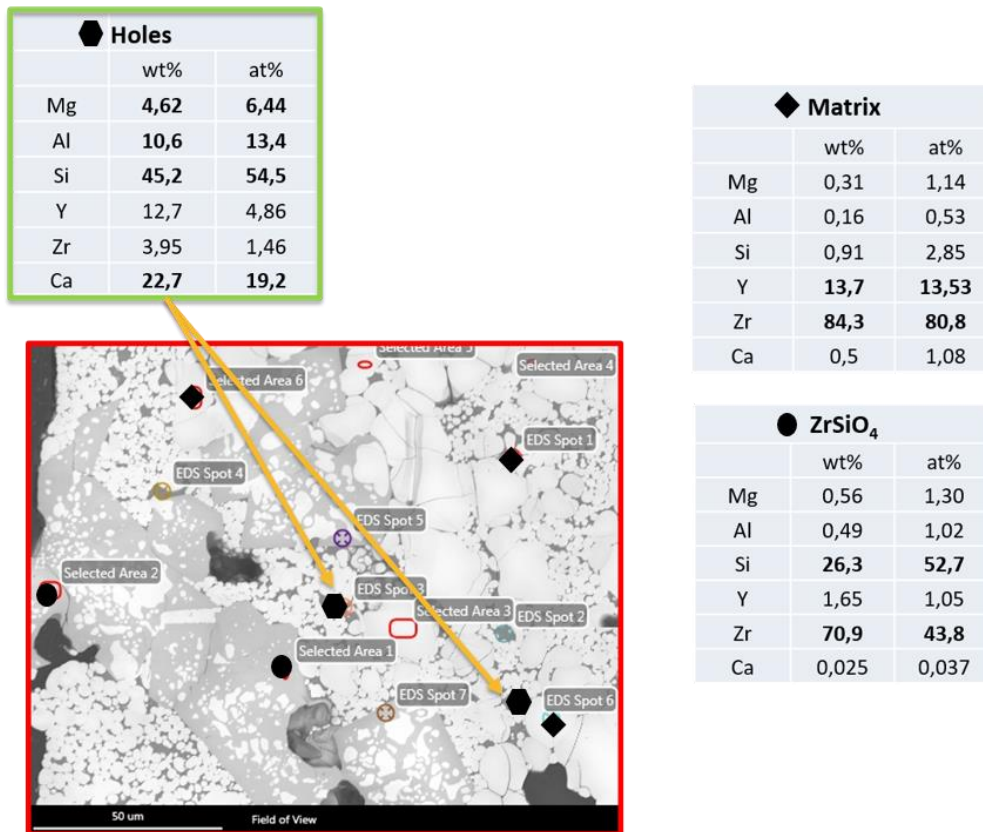 Holes
wt% at%
Mg 4,62 6,44
Al 10,6 13,4
Si 45,2 54,5
Y 12,7 4,86
Zr 3,95 1,46
Ca 22,7 19,2
Matrix
wt% at%
Mg 0,31 1,14
Al 0,16 0,53
Si 0,91 2,85
Y 13,7 13,53
Zr 84,3 80,8
Ca 0,5 1,08
ZrSiO₄
wt% at%
Mg 0,56 1,30
Al 0,49 1,02
Si 26,3 52,7
Y 1,65 1,05
Zr 70,9 43,8
Ca 0,025 0,037
Selected Area 5
Selected Area 4
Selected Area 6
EDS Spot 1
EDS Spot 4
EDS Spot 5
Selected Area 2
EDS Spot 3
Selected Area 3
EDS Spot 2
Selected Area 1
EDS Spot 7
EDS Spot 6
50 um
Field of View